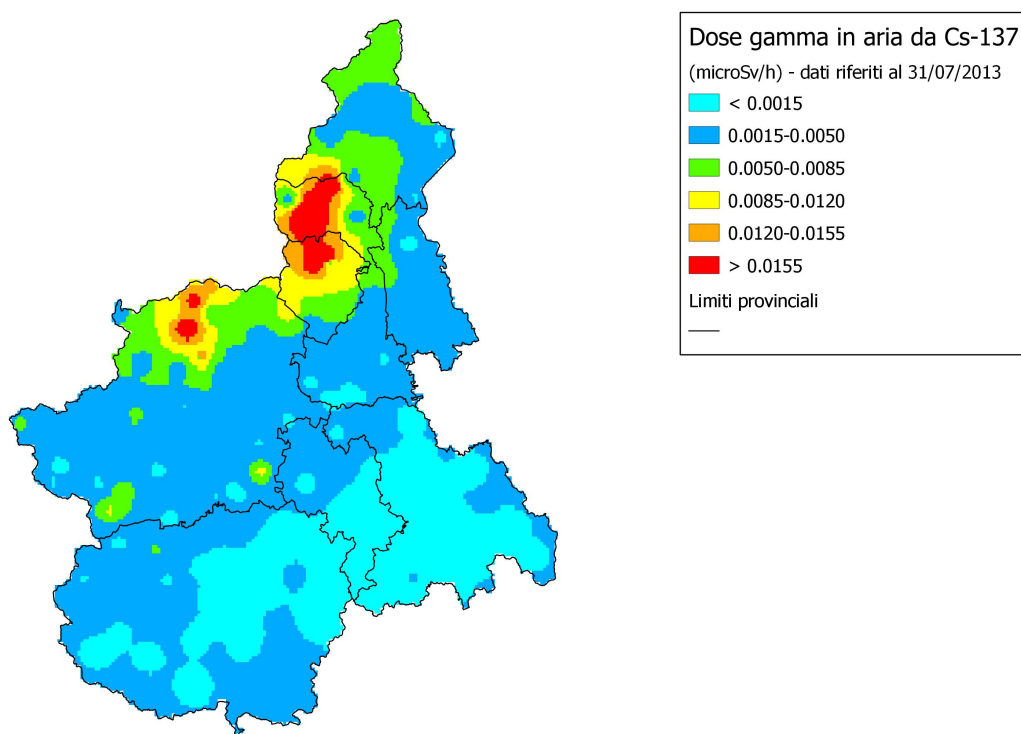 Dose gamma in aria da Cs-137
(microSv/h) - dati riferiti al 31/07/2013
< 0.0015
0.0015-0.0050
0.0050-0.0085
0.0085-0.0120
0.0120-0.0155
> 0.0155
Limiti provinciali